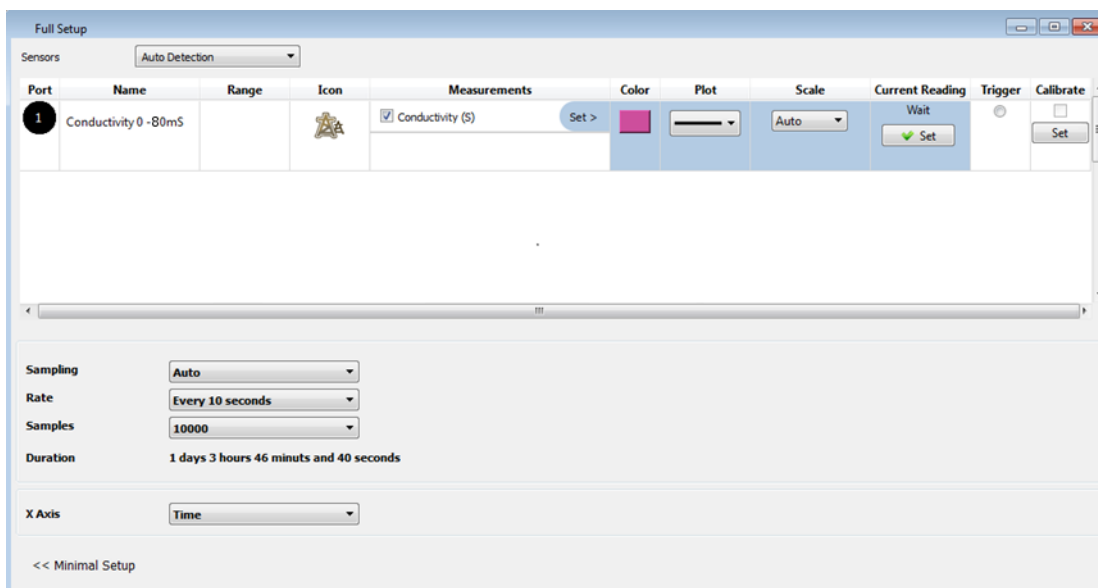 Full Setup
Sensors Auto Detection
Port Name Range Icon Measurements Color Plot Scale Current Reading Trigger Calibrate
1 Conductivity 0 -80mS Conductivity (S) Set > Auto Wait
Set Set
Sampling Auto
Rate Every 10 seconds
Samples 10000
Duration 1 days 3 hours 46 minuts and 40 seconds
X Axis Time
<< Minimal Setup